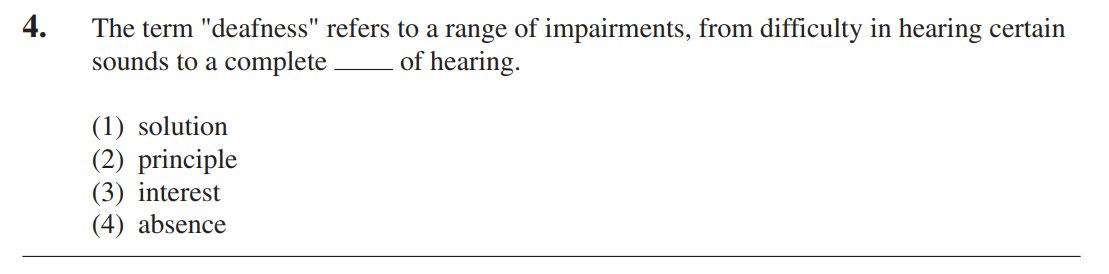 4. The term "deafness" refers to a range of impairments, from difficulty in hearing certain
sounds to a complete ____ of hearing.
(1) solution
(2) principle
(3) interest
(4) absence